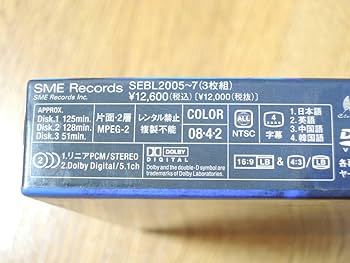 SME Records SEBL2005~7(3枚組)
SME Records Inc. ¥12,600(税込)[¥12,000(税抜)]
APPROX.
Disk.1 125min.
Disk.2 128min.
Disk.3 51min.
片面・2層
MPEG-2
レンタル禁止
複製不能
COLOR
08・4・2
ALL
NTSC
4
字幕
1.日本語
2.英語
3.中国語
4.韓国語
2
1.リニアPCM/STEREO
2.Dolby Digital/5.1ch
DOLBY
DIGITAL
Dolby and the double-D symbol are
trademarks of Dolby Laboratories.
16:9 LB & 4:3 LB